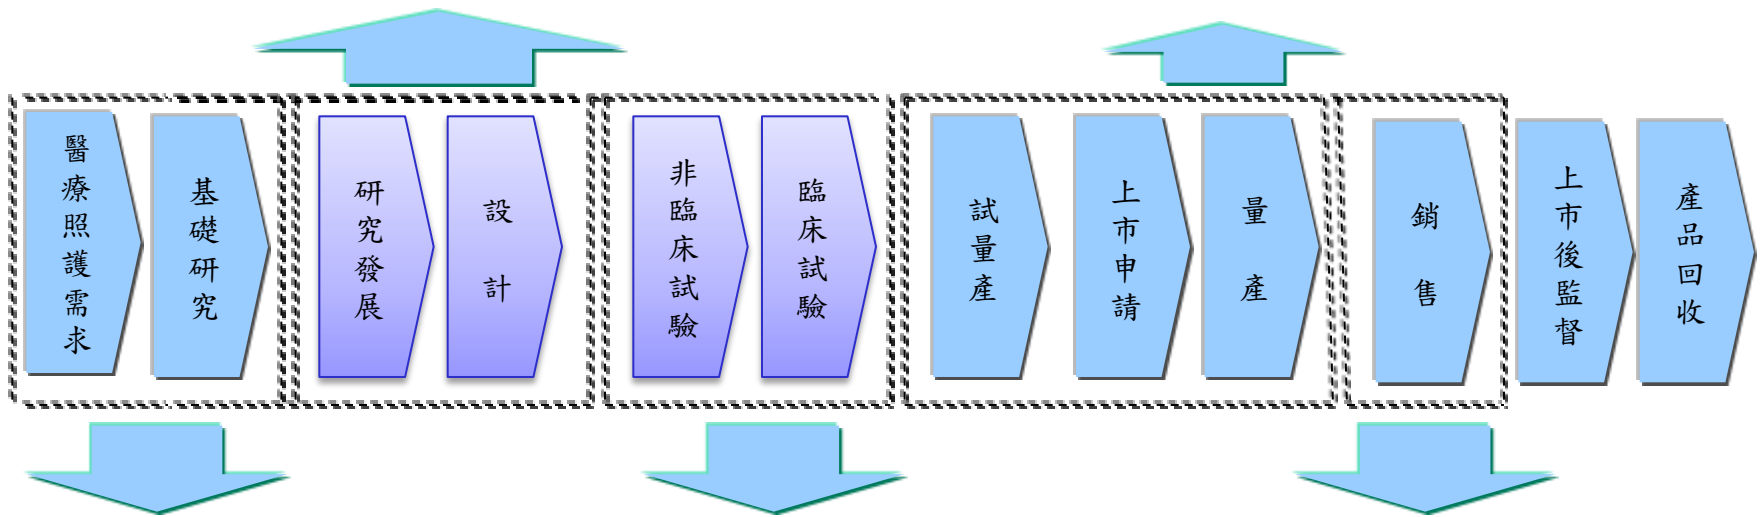 醫療照護需求
基礎研究
研究發展
設計
非臨床試驗
臨床試驗
試量產
上市申請
量產
銷售
上市後監督
產品回收